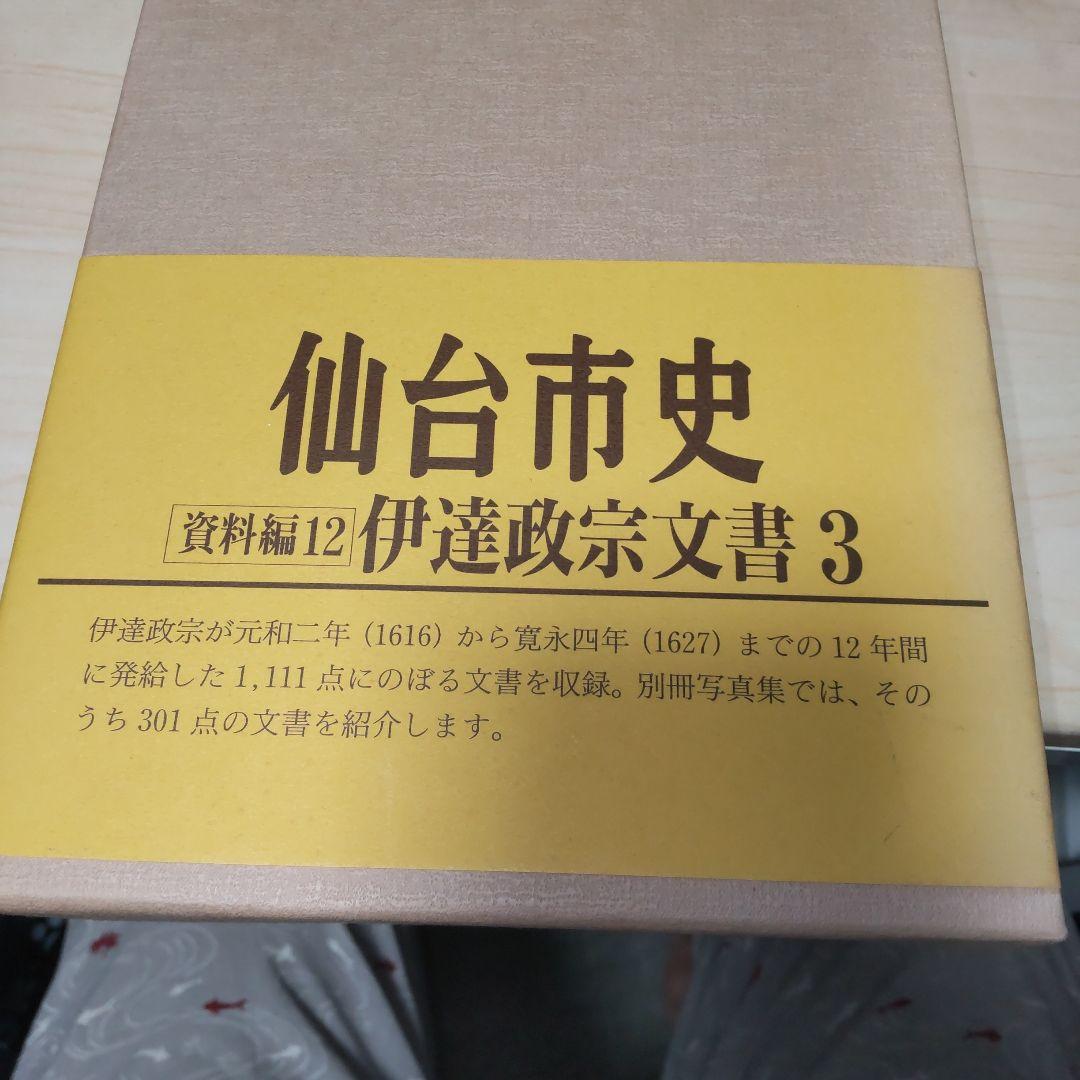 仙台市史
資料編12 伊達政宗文書 3
伊達政宗が元和二年(1616)から寛永四年(1627)までの12年間
に発給した1,111点にのぼる文書を収録。別冊写真集では、その
うち301点の文書を紹介します。